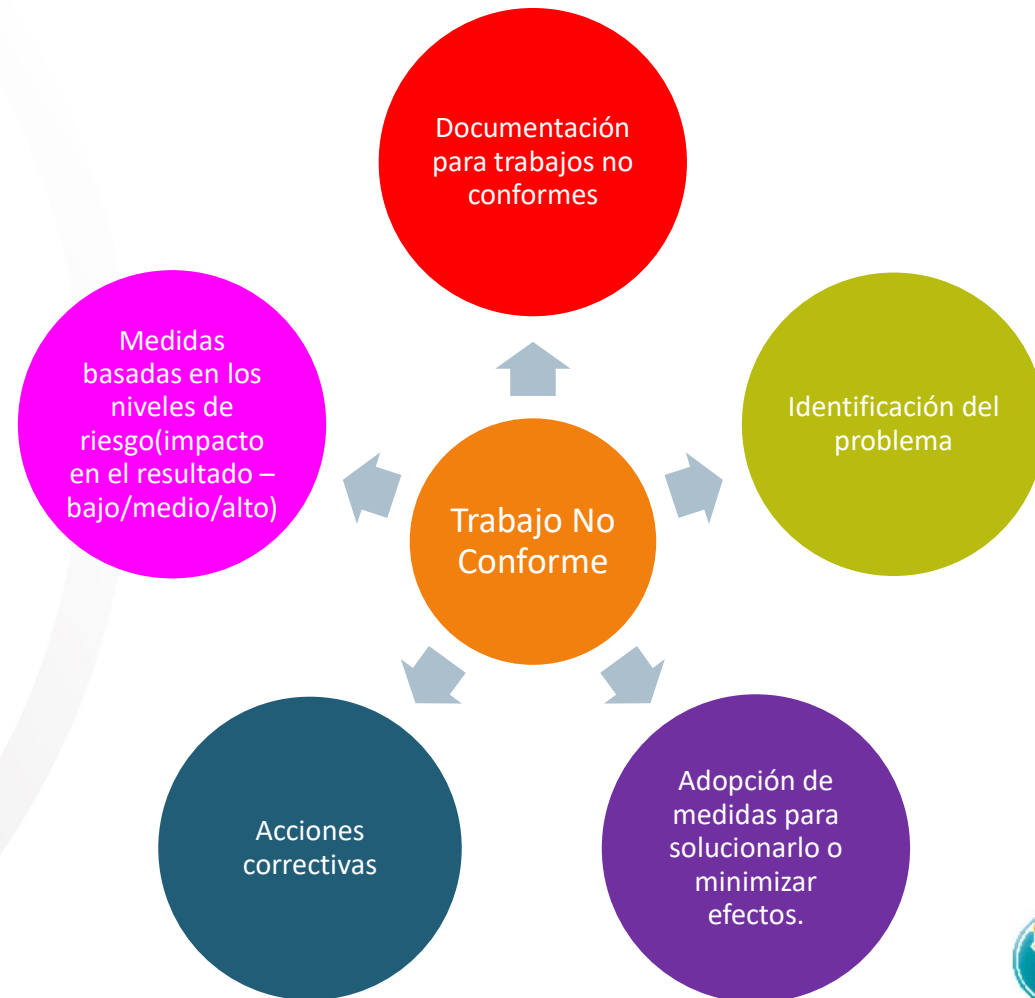 Documentación
para trabajos no
conformes
Identificación del
problema
Adopción de
medidas para
solucionarlo o
minimizar
efectos.
Acciones
correctivas
Medidas
basadas en los
niveles de
riesgo(impacto
en el resultado –
bajo/medio/alto)
Trabajo No
Conforme